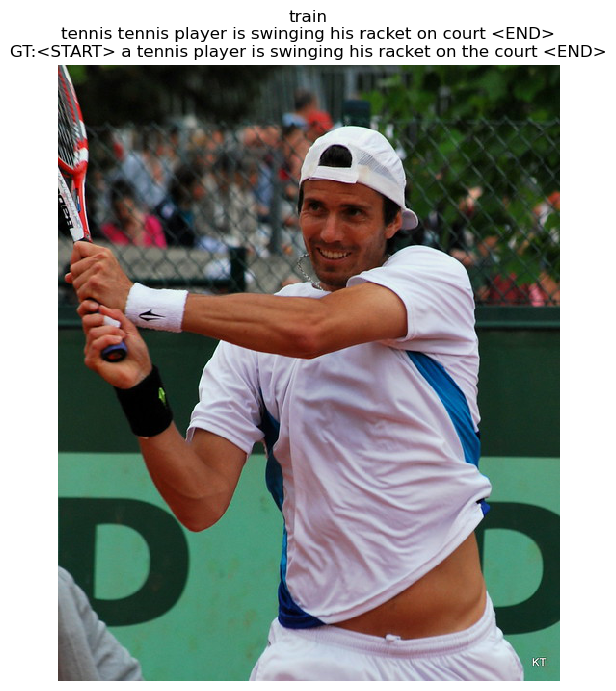 train
tennis tennis player is swinging his racket on court <END>
GT:<START> a tennis player is swinging his racket on the court <END>
D
D
KT